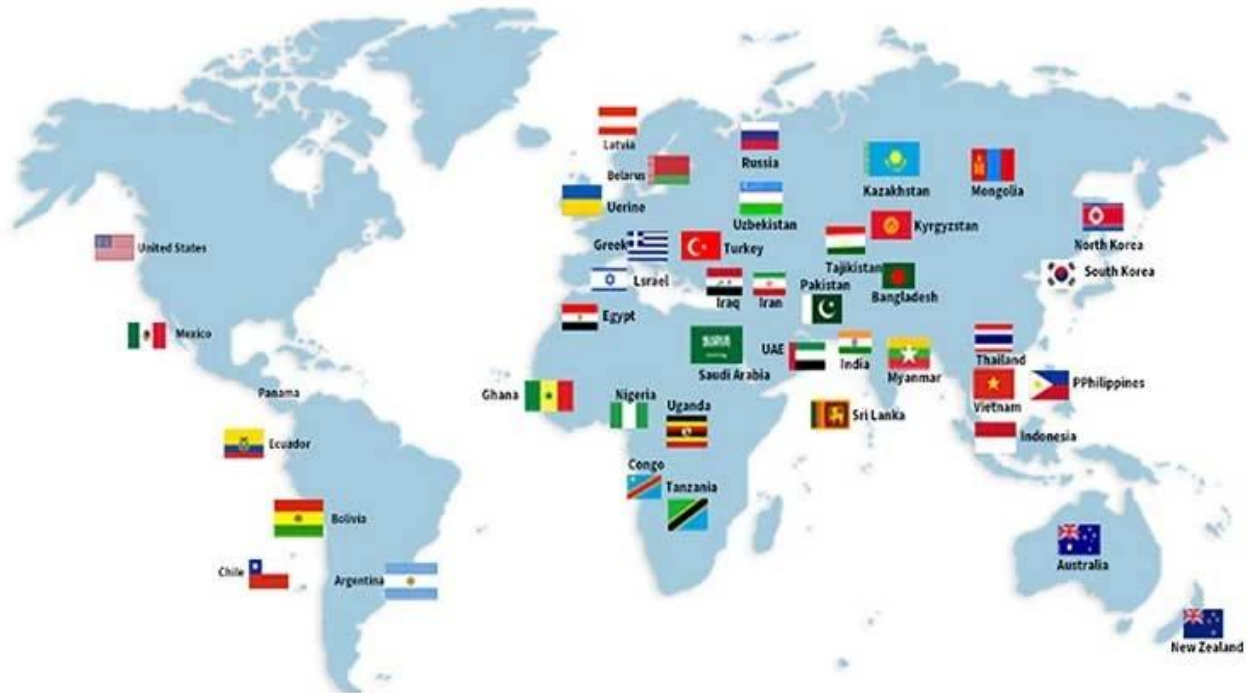 Latvia
Russia
Belarus
Kazakhstan
Mongolia
Uerine
Uzbekistan
Kyrgyzstan
North Korea
United States
Greek
Turkey
Tajikistan
South Korea
Lsrael
Iraq
Iran
Pakistan
Bangladesh
Egypt
Mexico
UAE
India
Thailand
Saudi Arabia
Myanmar
PPhilippines
Panama
Ghana
Nigeria
Uganda
Vietnam
Sri Lanka
Ecuador
Indonesia
Congo
Tanzania
Bolivia
Australia
Chile
Argentina
New Zealand